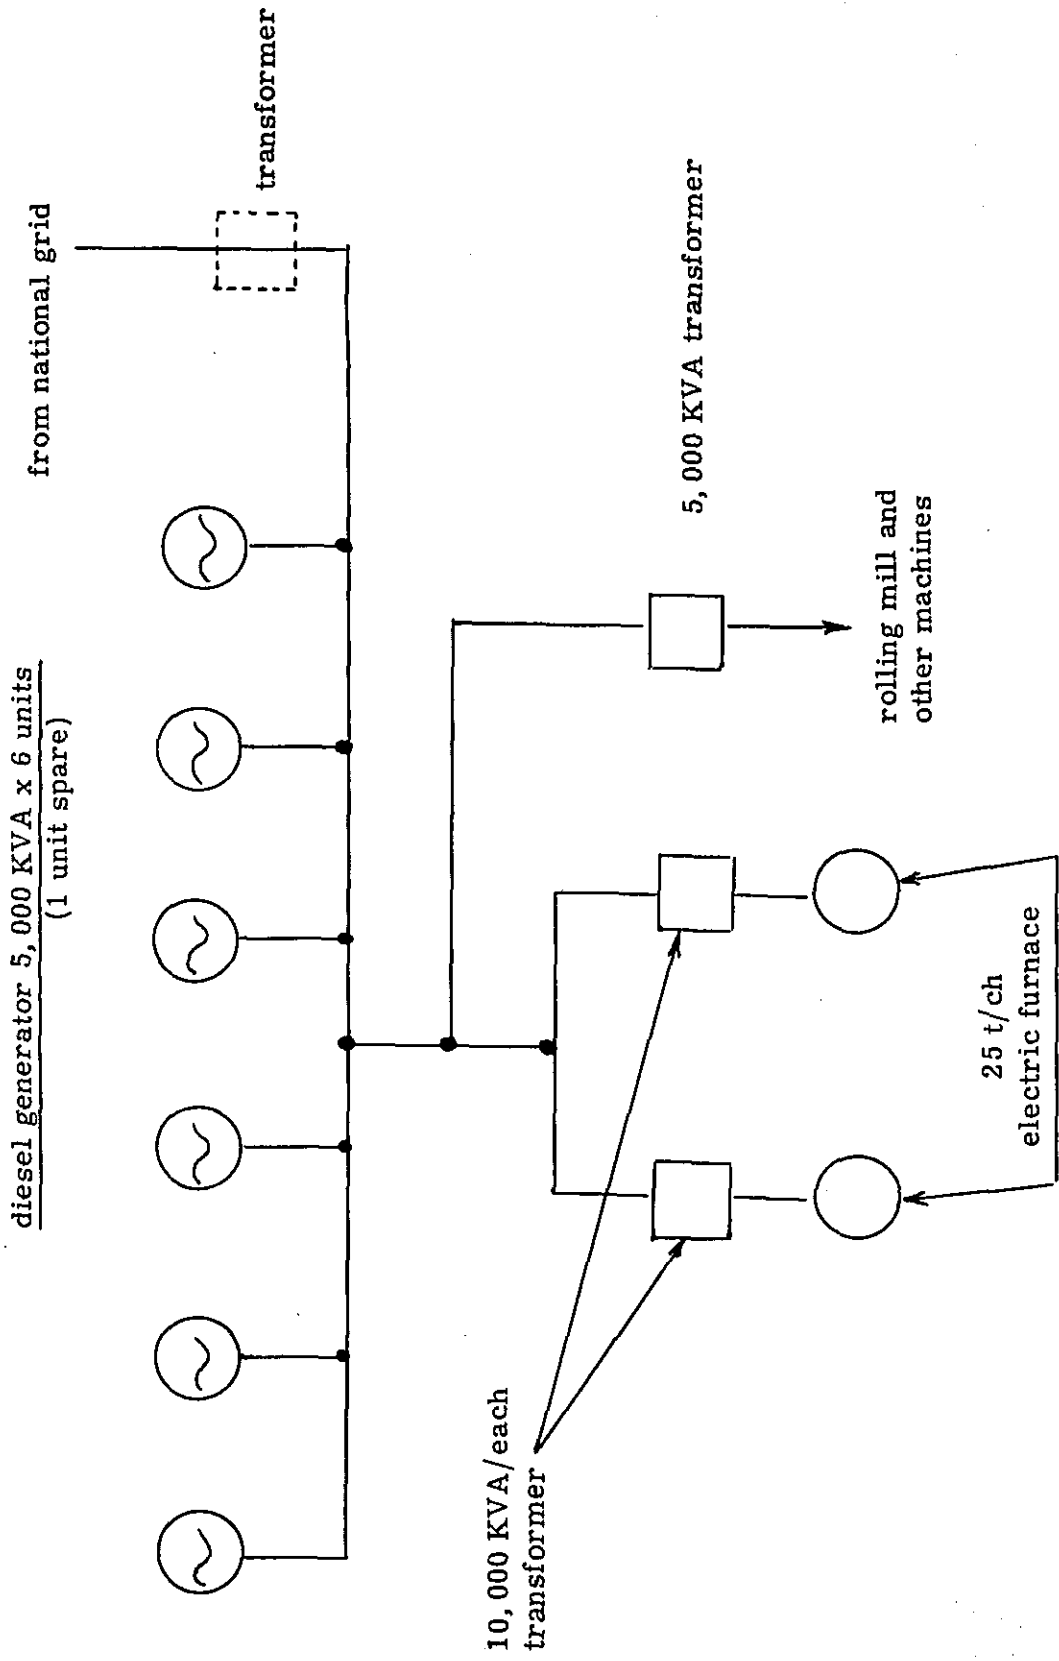 diesel generator 5,000 KVA x 6 units
(1 unit spare)
from national grid
transformer
10,000 KVA/each
transformer
5,000 KVA transformer
rolling mill and
other machines
25 t/ch
electric furnace